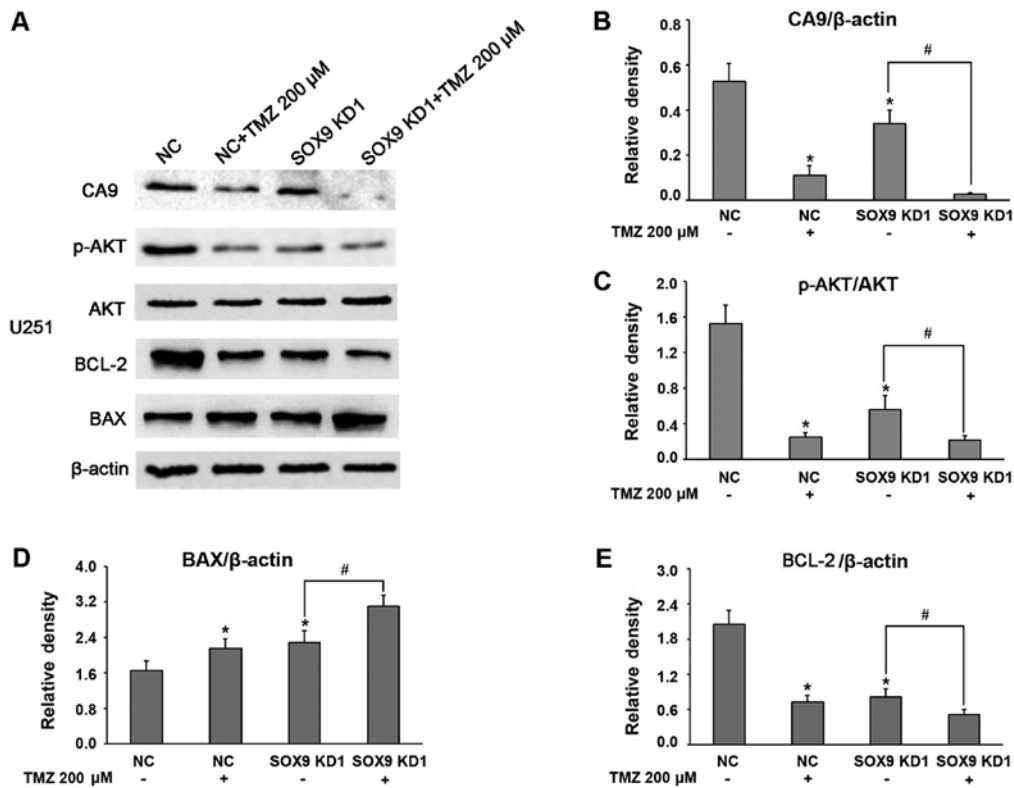 A
NC
NC+TMZ 200 μM
SOX9 KD1
SOX9 KD1+TMZ 200 μM
U251
CA9
p-AKT
AKT
BCL-2
BAX
β-actin
B
CA9/β-actin
Relative density
0.8
0.6
0.4
0.2
0.0
* * #
NC NC SOX9 KD1 SOX9 KD1
TMZ 200 μM - + - +
C
p-AKT/AKT
Relative density
2.0
1.6
1.2
0.8
0.4
0.0
* * #
NC NC SOX9 KD1 SOX9 KD1
TMZ 200 μM - + - +
D
BAX/β-actin
Relative density
4.0
3.2
2.4
1.6
0.8
0.0
* * #
NC NC SOX9 KD1 SOX9 KD1
TMZ 200 μM - + - +
E
BCL-2/β-actin
Relative density
3.0
2.4
1.2
1.2
0.6
0.0
* * #
NC NC SOX9 KD1 SOX9 KD1
TMZ 200 μM - + - +